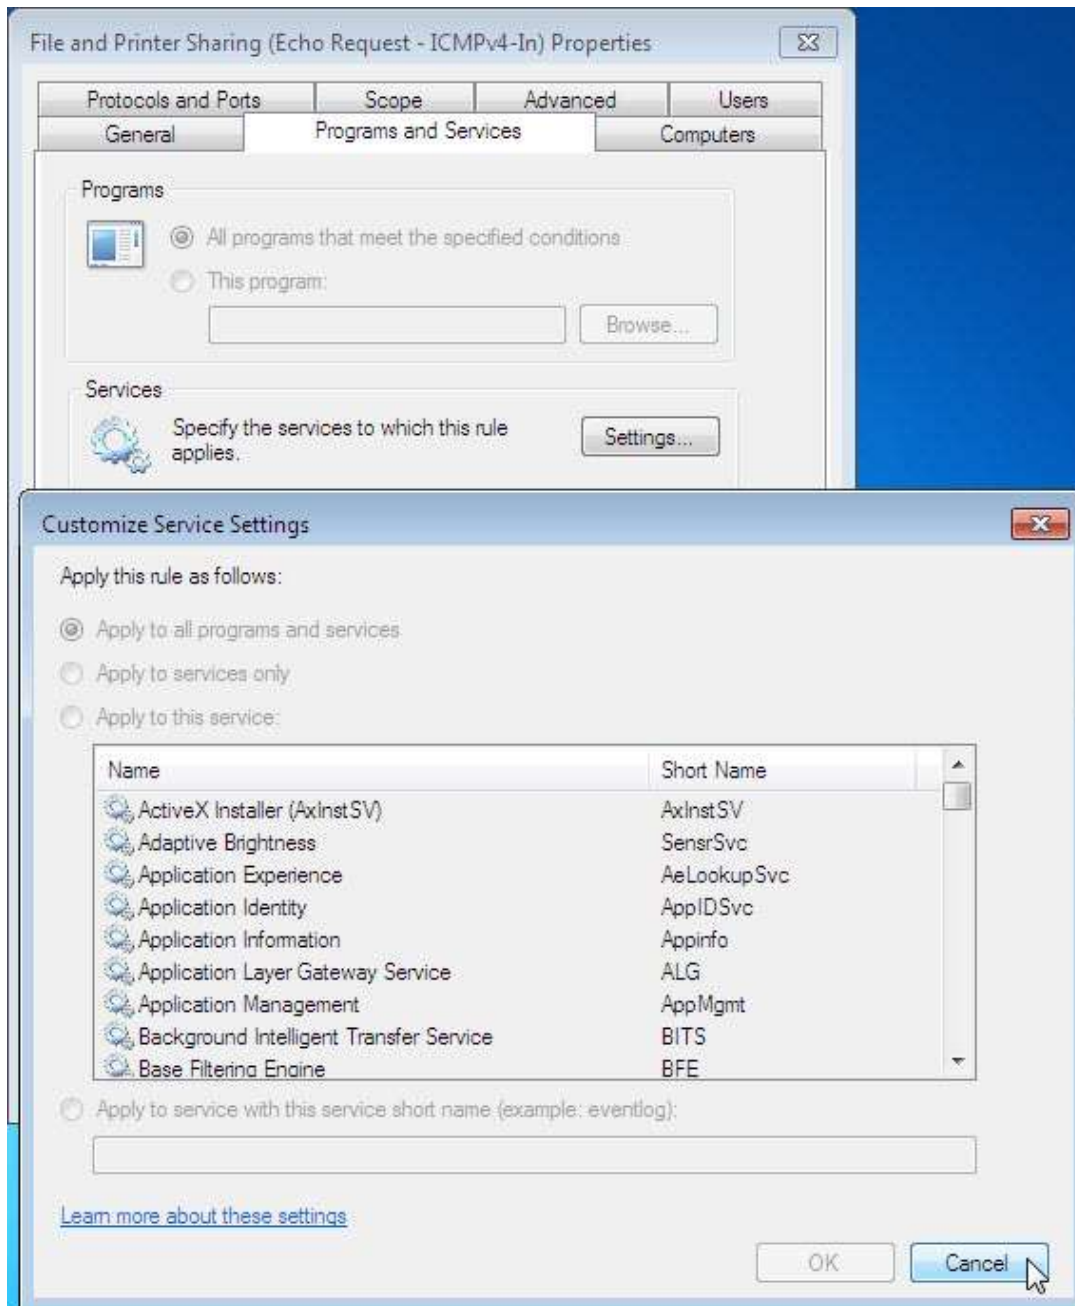 File and Printer Sharing (Echo Request - ICMPv4-In) Properties
Protocols and Ports Scope Advanced Users
General Programs and Services Computers
Programs
All programs that meet the specified conditions
This program:
Browse...
Services
Specify the services to which this rule
applies.
Settings...
Customize Service Settings
Apply this rule as follows:
Apply to all programs and services
Apply to services only
Apply to this service:
Name Short Name
ActiveX Installer (AxInstSV) AxInstSV
Adaptive Brightness SensrSvc
Application Experience AeLookupSvc
Application Identity AppIDSvc
Application Information Appinfo
Application Layer Gateway Service ALG
Application Management AppMgmt
Background Intelligent Transfer Service BITS
Base Filtering Engine BFE
Apply to service with this service short name (example: eventlog):
Learn more about these settings
OK Cancel